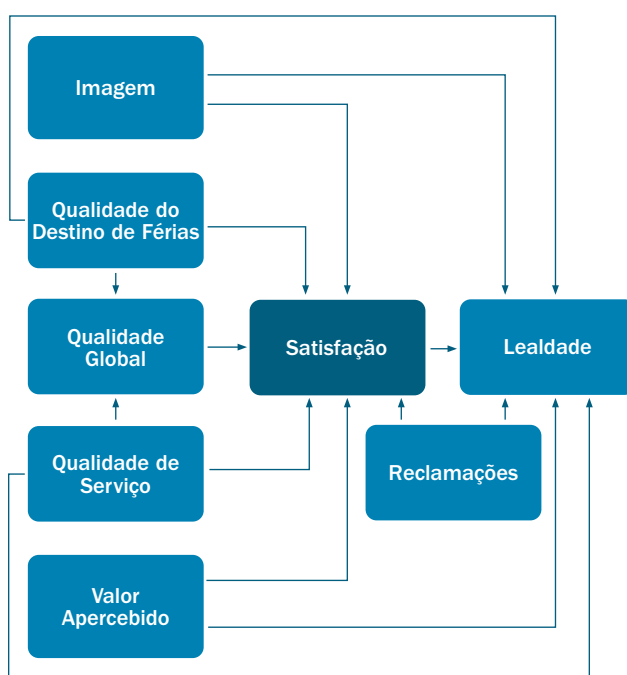 Imagem
Qualidade do
Destino de Férias
Qualidade
Global
Satisfação
Lealdade
Qualidade de
Serviço
Reclamações
Valor
Apercebido